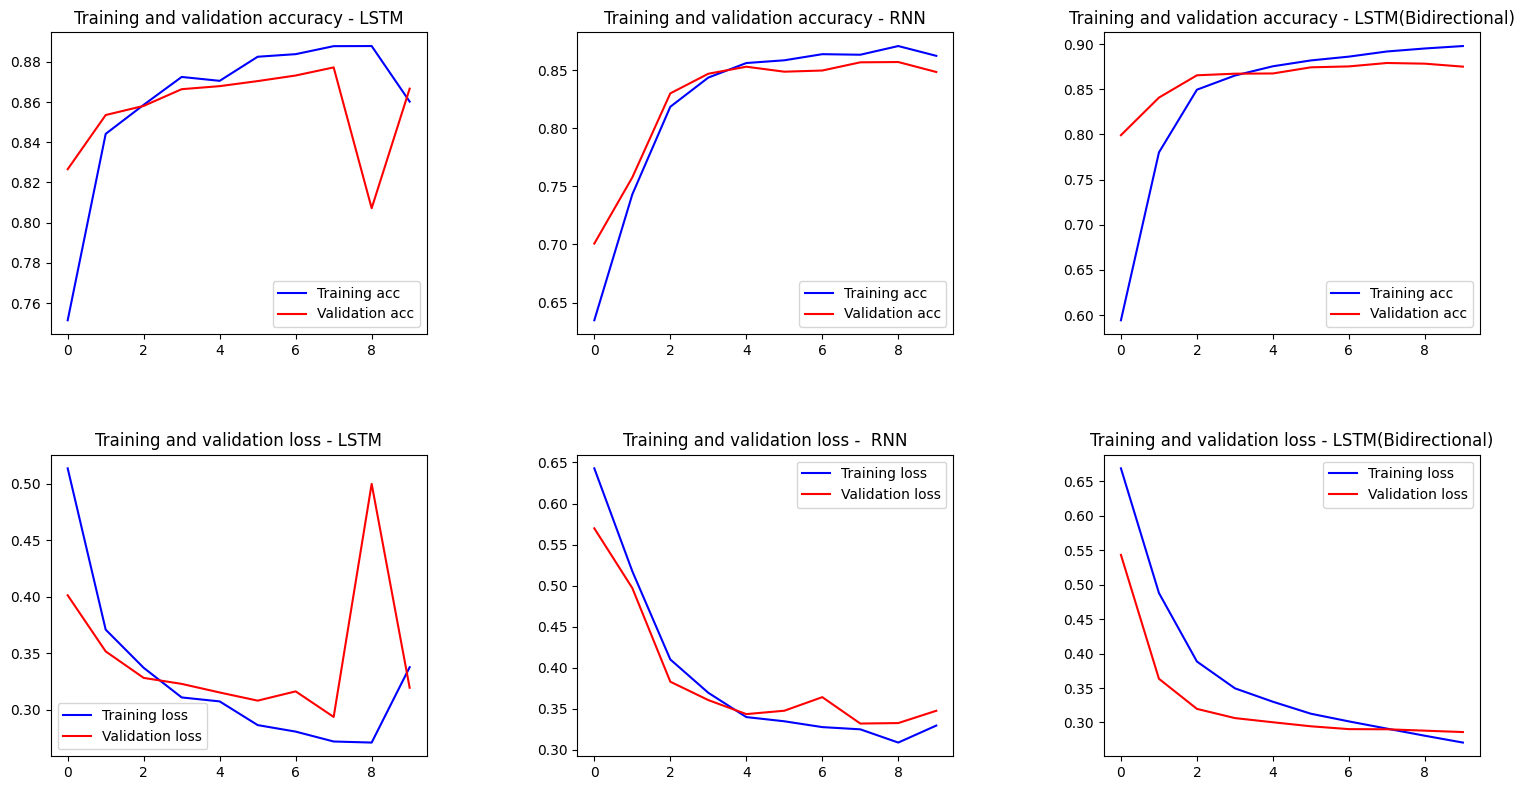 Training and validation accuracy - LSTM
0.88
0.86
0.84
0.82
0.80
0.78
0.76
Training acc
Validation acc
0 2 4 6 8
Training and validation accuracy - RNN
0.85
0.80
0.75
0.70
0.65
Training acc
Validation acc
0 2 4 6 8
Training and validation accuracy - LSTM(Bidirectional)
0.90
0.85
0.80
0.75
0.70
0.65
0.60
Training acc
Validation acc
0 2 4 6 8
Training and validation loss - LSTM
0.50
0.45
0.40
0.35
0.30
Training loss
Validation loss
0 2 4 6 8
Training and validation loss -  RNN
0.65
0.60
0.55
0.50
0.45
0.40
0.35
0.30
Training loss
Validation loss
0 2 4 6 8
Training and validation loss - LSTM(Bidirectional)
0.65
0.60
0.55
0.50
0.45
0.40
0.35
0.30
Training loss
Validation loss
0 2 4 6 8